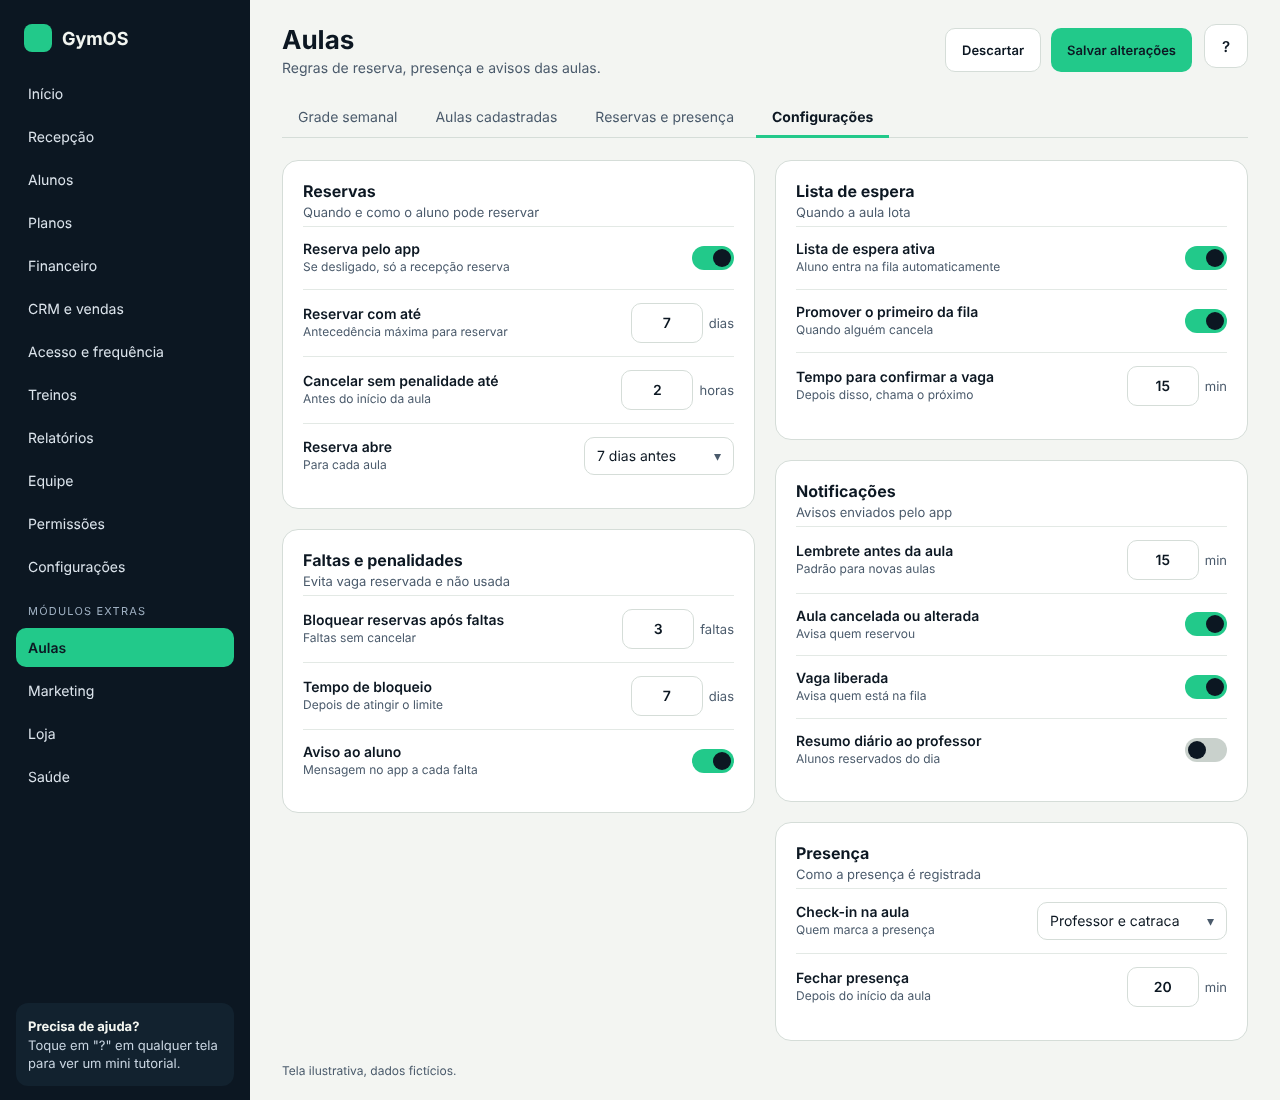 GymOS
Início
Recepção
Alunos
Planos
Financeiro
CRM e vendas
Acesso e frequência
Treinos
Relatórios
Equipe
Permissões
Configurações
MÓDULOS EXTRAS
Aulas
Marketing
Loja
Saúde
Precisa de ajuda?
Toque em "?" em qualquer tela
para ver um mini tutorial.
Aulas
Regras de reserva, presença e avisos das aulas.
Descartar
Salvar alterações
?
Grade semanal
Aulas cadastradas
Reservas e presença
Configurações
Reservas
Quando e como o aluno pode reservar
Reserva pelo app
Se desligado, só a recepção reserva
Reservar com até
Antecedência máxima para reservar
7 dias
Cancelar sem penalidade até
Antes do início da aula
2 horas
Reserva abre
Para cada aula
7 dias antes ▾
Faltas e penalidades
Evita vaga reservada e não usada
Bloquear reservas após faltas
Faltas sem cancelar
3 faltas
Tempo de bloqueio
Depois de atingir o limite
7 dias
Aviso ao aluno
Mensagem no app a cada falta
Lista de espera
Quando a aula lota
Lista de espera ativa
Aluno entra na fila automaticamente
Promover o primeiro da fila
Quando alguém cancela
Tempo para confirmar a vaga
Depois disso, chama o próximo
15 min
Notificações
Avisos enviados pelo app
Lembrete antes da aula
Padrão para novas aulas
15 min
Aula cancelada ou alterada
Avisa quem reservou
Vaga liberada
Avisa quem está na fila
Resumo diário ao professor
Alunos reservados do dia
Presença
Como a presença é registrada
Check-in na aula
Quem marca a presença
Professor e catraca ▾
Fechar presença
Depois do início da aula
20 min
Tela ilustrativa, dados fictícios.